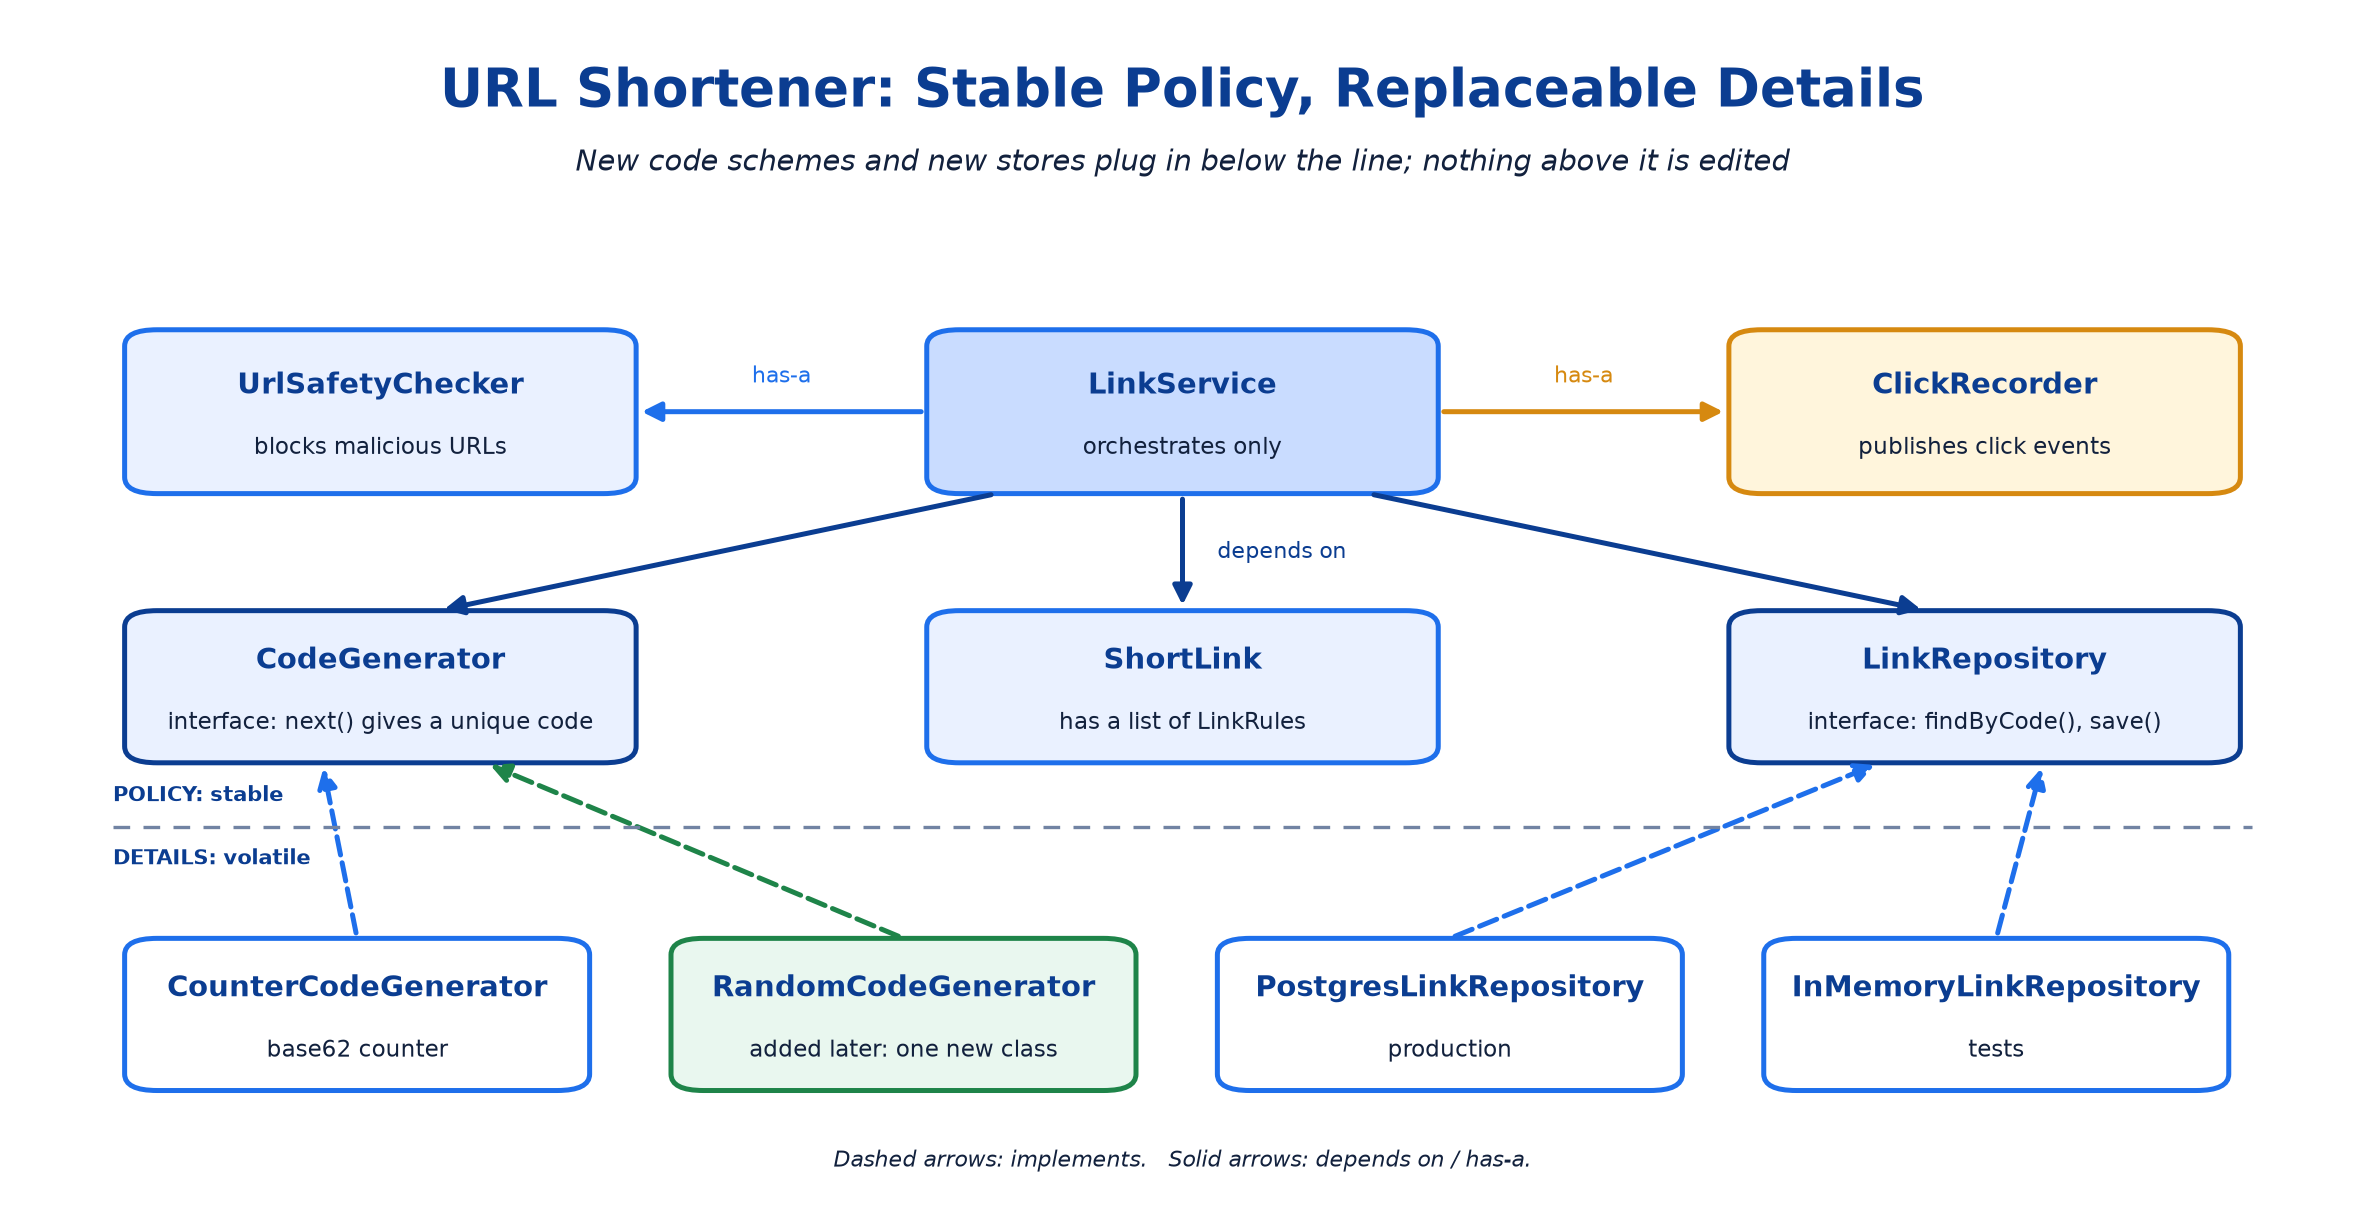 URL Shortener: Stable Policy, Replaceable Details
New code schemes and new stores plug in below the line; nothing above it is edited
UrlSafetyChecker
blocks malicious URLs
has-a
LinkService
orchestrates only
has-a
ClickRecorder
publishes click events
depends on
CodeGenerator
interface: next() gives a unique code
ShortLink
has a list of LinkRules
LinkRepository
interface: findByCode(), save()
POLICY: stable
DETAILS: volatile
CounterCodeGenerator
base62 counter
RandomCodeGenerator
added later: one new class
PostgresLinkRepository
production
InMemoryLinkRepository
tests
Dashed arrows: implements.   Solid arrows: depends on / has-a.